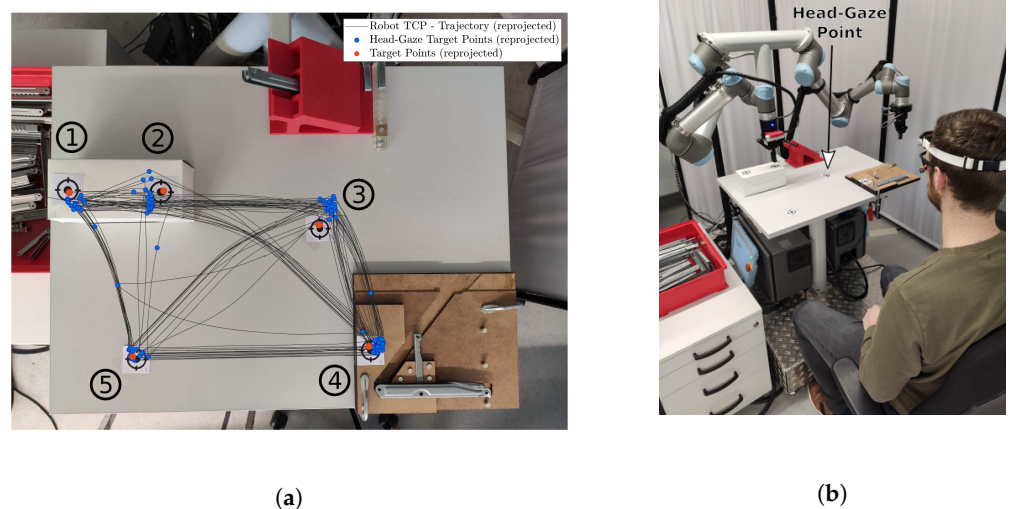 Robot TCP - Trajectory (reprojected)
Head-Gaze Target Points (reprojected)
Target Points (reprojected)
1
2
3
4
5
Head-Gaze
Point
(a)
(b)